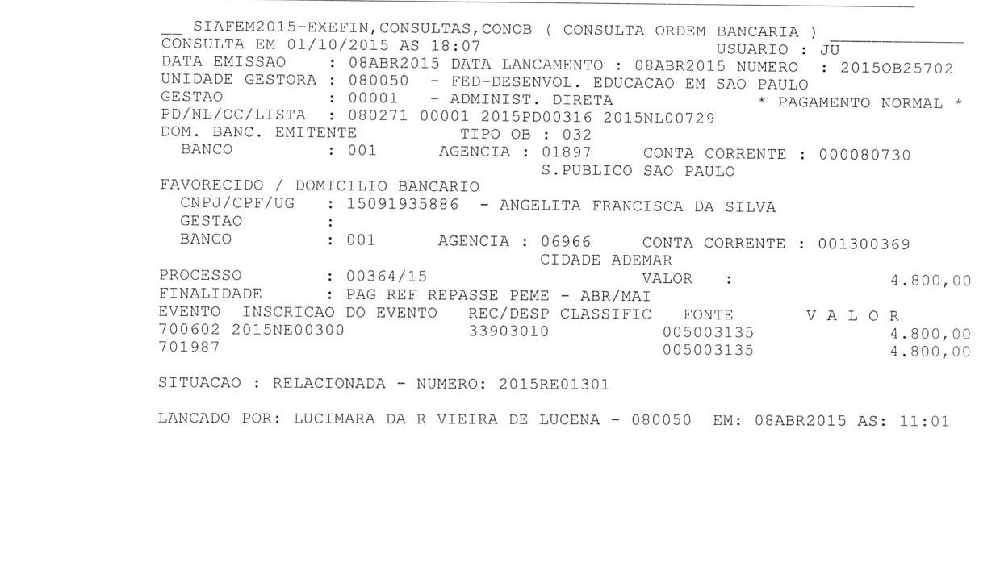 __ SIAFEM2015-EXEFIN,CONSULTAS,CONOB ( CONSULTA ORDEM BANCARIA ) ______________
CONSULTA EM 01/10/2015 AS 18:07 USUARIO : JU
DATA EMISSAO : 08ABR2015 DATA LANCAMENTO : 08ABR2015 NUMERO : 2015OB25702
UNIDADE GESTORA : 080050 - FED-DESENVOL. EDUCACAO EM SAO PAULO
GESTAO : 00001 - ADMINIST. DIRETA * PAGAMENTO NORMAL *
PD/NL/OC/LISTA : 080271 00001 2015PD00316 2015NL00729
DOM. BANC. EMITENTE TIPO OB : 032
BANCO : 001 AGENCIA : 01897 CONTA CORRENTE : 000080730
S.PUBLICO SAO PAULO
FAVORECIDO / DOMICILIO BANCARIO
CNPJ/CPF/UG : 15091935886 - ANGELITA FRANCISCA DA SILVA
GESTAO :
BANCO : 001 AGENCIA : 06966 CONTA CORRENTE : 001300369
CIDADE ADEMAR
PROCESSO : 00364/15 VALOR : 4.800,00
FINALIDADE : PAG REF REPASSE PEME - ABR/MAI
EVENTO INSCRICAO DO EVENTO REC/DESP CLASSIFIC FONTE V A L O R
700602 2015NE00300 33903010 005003135 4.800,00
701987 005003135 4.800,00
SITUACAO : RELACIONADA - NUMERO: 2015RE01301
LANCADO POR: LUCIMARA DA R VIEIRA DE LUCENA - 080050 EM: 08ABR2015 AS: 11:01